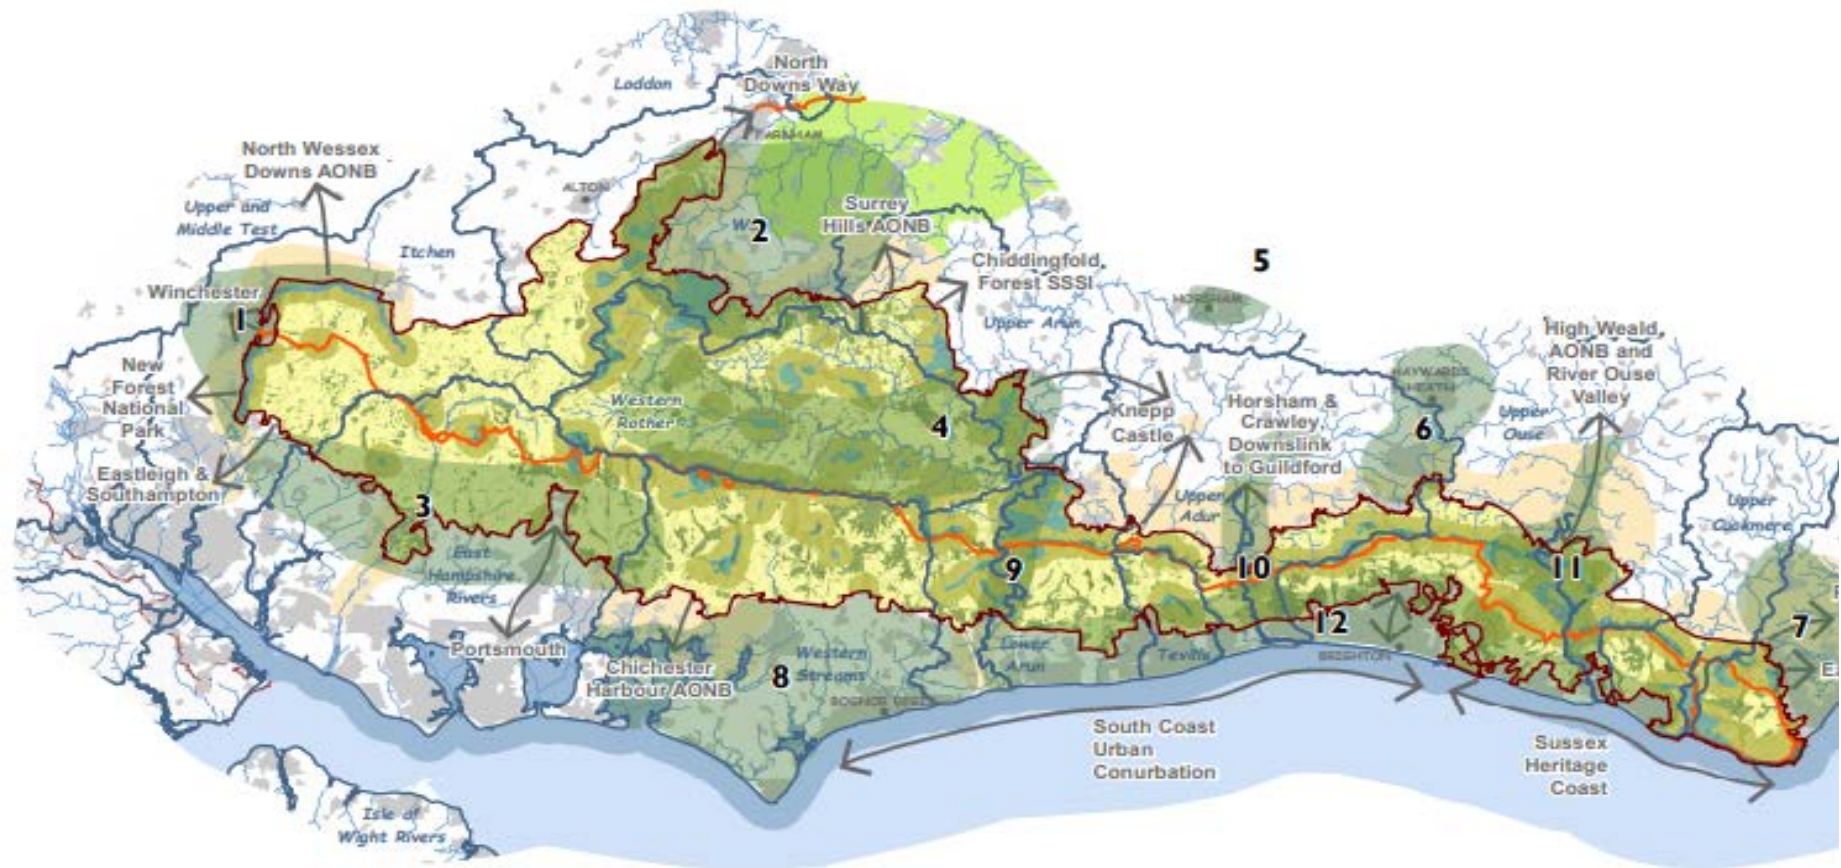 North
Downs Way
Loddon
FARNHAM
North Wessex
Downs AONB
ALTON
Upper and
Middle Test
Itchen
Surrey
Hills AONB
2
5
Chiddingfold
Forest SSSI
Winchester
1
HORSHAM
Upper Arun
High Weald,
AONB and
River Ouse
Valley
New
Forest
National
Park
HAYWARDS
HEATH
Western
Rother
4
Knepp
Castle
Horsham &
Crawley
Downslink
to Guildford
6
Upper
Ouse
Eastleigh &
Southampton
3
Upper
Adur
Upper
Cuckmere
East
Hampshire
Rivers
9
10
11
12
7
Portsmouth
Chichester
Harbour AONB
8
Western
Streams
Lower
Arun
Teville
BRIGHTON
South Coast
Urban
Conurbation
Sussex
Heritage
Coast
Isle of
Wight Rivers